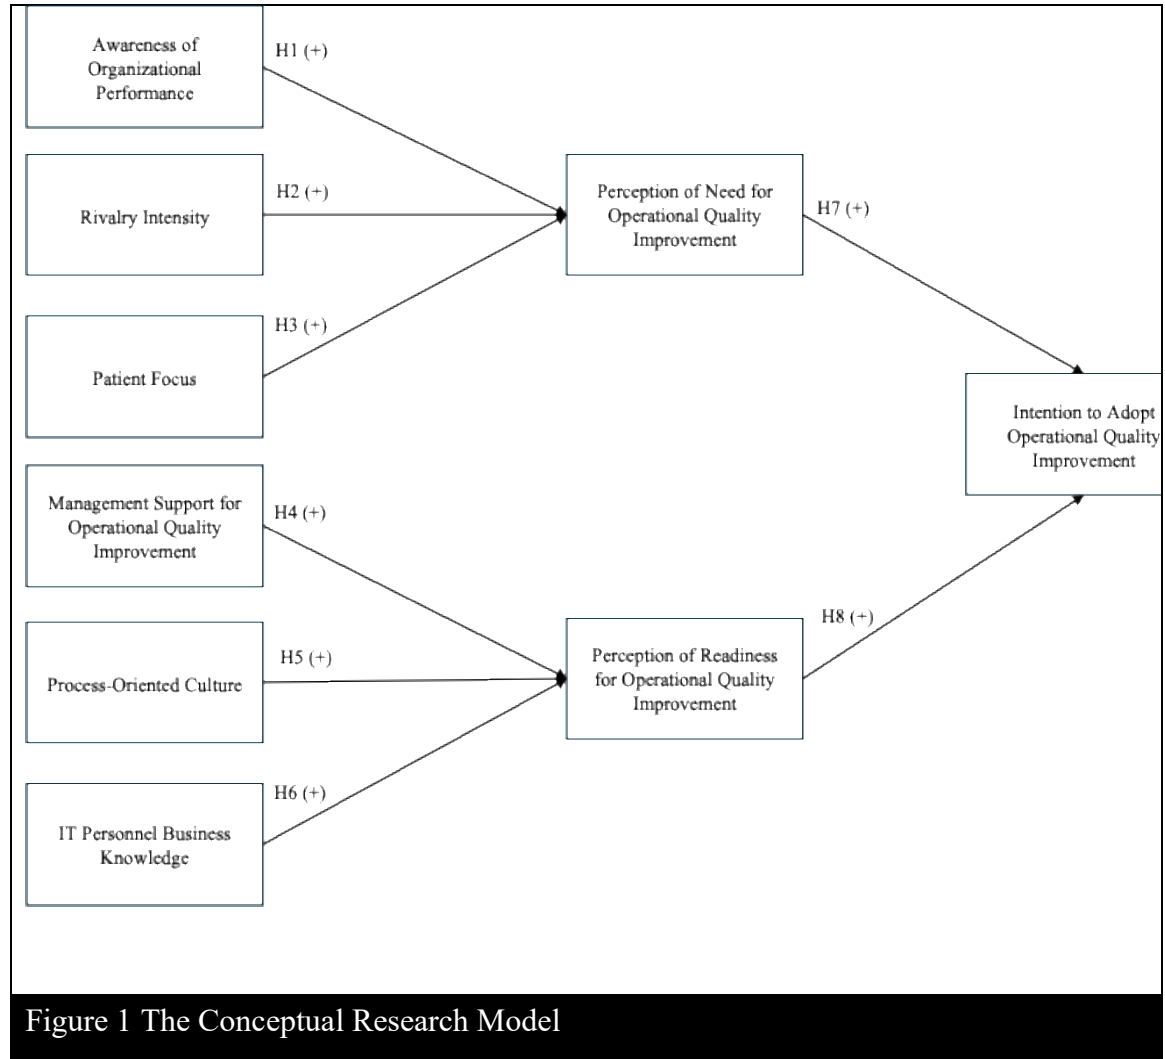 Awareness of
Organizational
Performance
H1 (+)
Rivalry Intensity
H2 (+)
Patient Focus
H3 (+)
Perception of Need for
Operational Quality
Improvement
H7 (+)
Intention to Adopt
Operational Quality
Improvement
Management Support for
Operational Quality
Improvement
H4 (+)
Process-Oriented Culture
H5 (+)
IT Personnel Business
Knowledge
H6 (+)
Perception of Readiness
for Operational Quality
Improvement
H8 (+)
Figure 1 The Conceptual Research Model